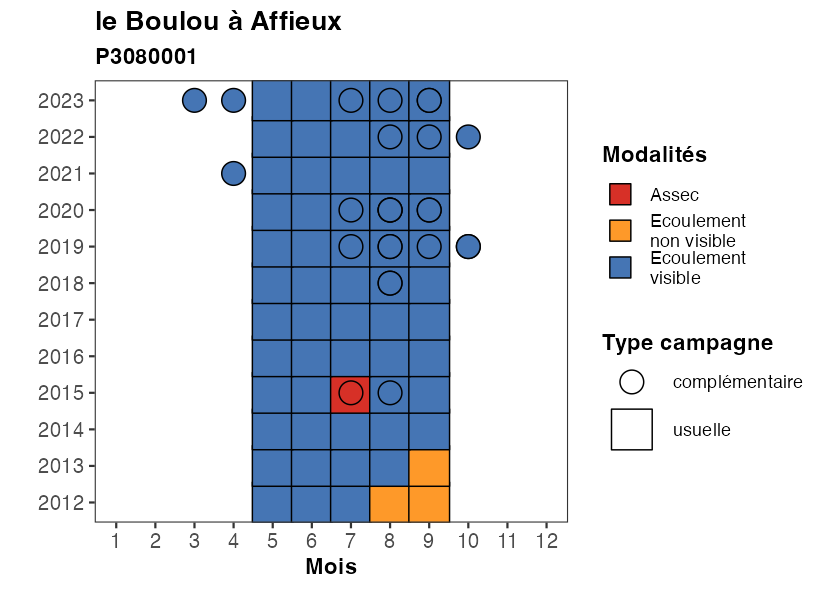 le Boulou à Affieux
P3080001
2023
2022
2021
2020
2019
2018
2017
2016
2015
2014
2013
2012
1 2 3 4 5 6 7 8 9 10 11 12
Mois
Modalités
Assec
Ecoulement
non visible
Ecoulement
visible
Type campagne
complémentaire
usuelle